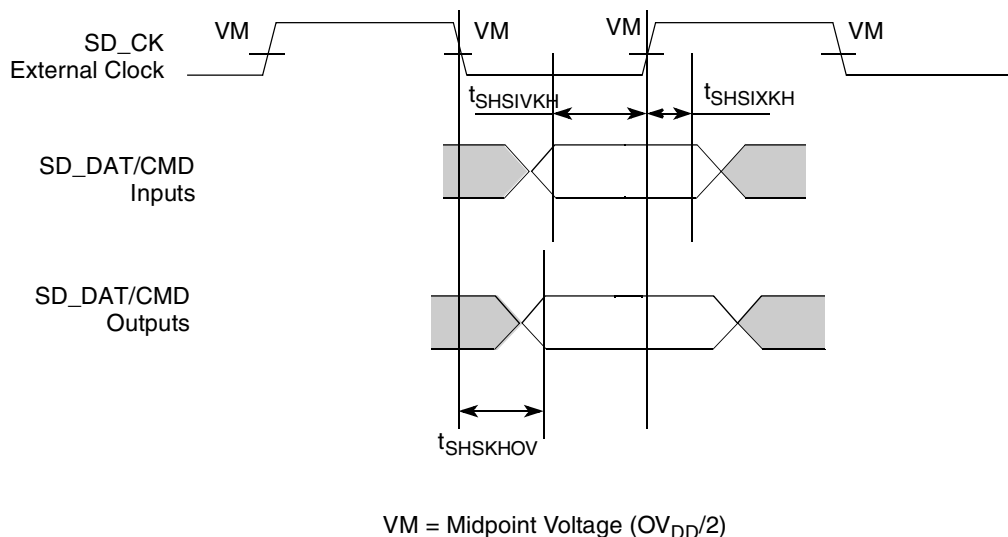 VM VM VM VM
SD_CK
External Clock
tSHSIVKH tSHSIXKH
SD_DAT/CMD
Inputs
SD_DAT/CMD
Outputs
tSHSKHOV
VM = Midpoint Voltage (OVDD/2)